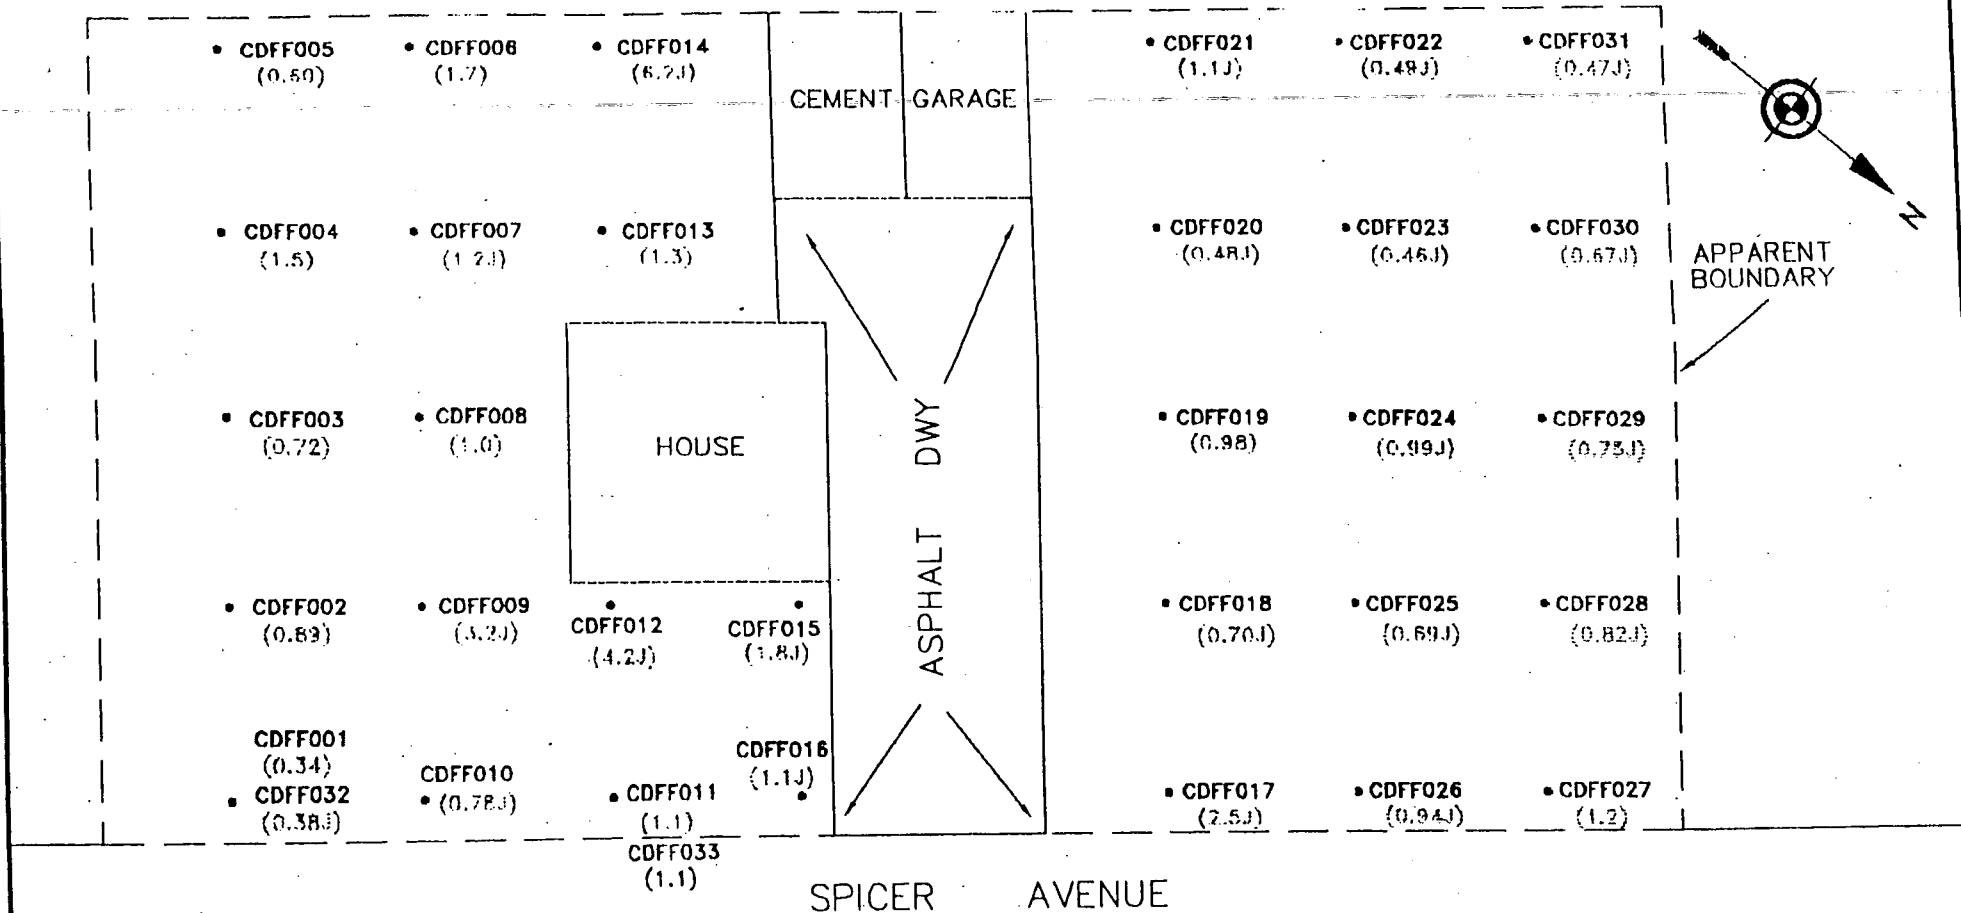 CDFF005
(0.60)
CDFF006
(1.7)
CDFF014
(6.2J)
CEMENT GARAGE
CDFF021
(1.1J)
CDFF022
(0.49J)
CDFF031
(0.47J)
N
CDFF004
(1.5)
CDFF007
(1.2J)
CDFF013
(1.3)
CDFF020
(0.48J)
CDFF023
(0.46J)
CDFF030
(0.67J)
APPARENT
BOUNDARY
CDFF003
(0.72)
CDFF008
(1.0)
HOUSE
ASPHALT DWY
CDFF019
(0.98)
CDFF024
(0.99J)
CDFF029
(0.75J)
CDFF002
(0.89)
CDFF009
CDFF012
(4.2J)
CDFF015
(1.8J)
CDFF018
(0.70J)
CDFF025
(0.69J)
CDFF028
(0.82J)
CDFF001
(0.34)
CDFF032
(0.38J)
CDFF010
(0.78J)
CDFF011
(1.1)
CDFF033
(1.1)
CDFF016
(1.1J)
CDFF017
(2.5J)
CDFF026
(0.94J)
CDFF027
(1.2)
SPICER AVENUE